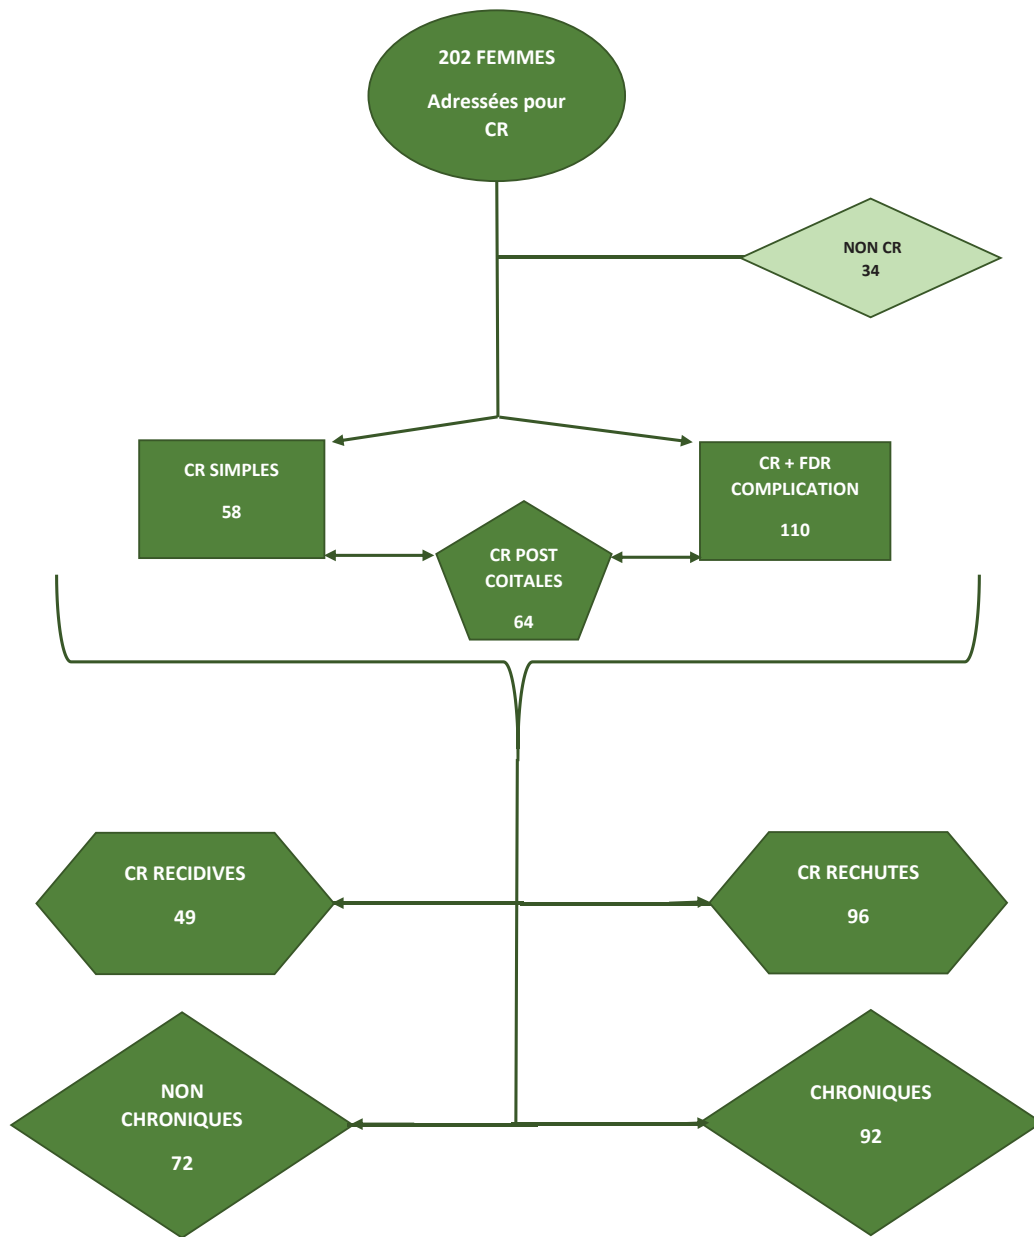 202 FEMMES
Adressées pour
CR
NON CR
34
CR SIMPLES
58
CR + FDR
COMPLICATION
110
CR POST
COITALES
64
CR RECIDIVES
49
CR RECHUTES
96
NON
CHRONIQUES
72
CHRONIQUES
92